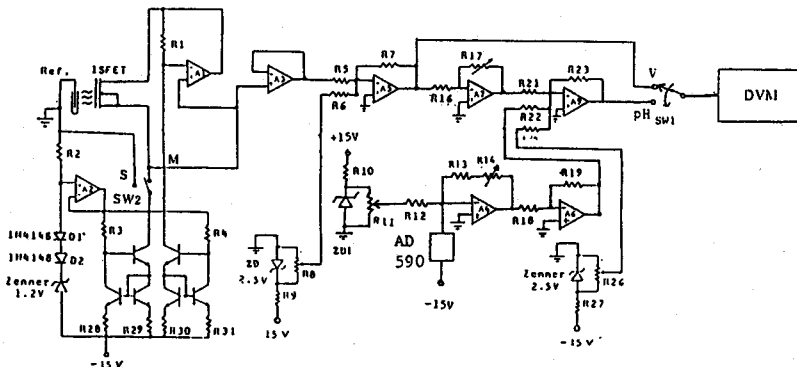 R1
A1
Ref.
ISFET
A3
R5
R6
R7
A5
R17
R16
A7
R21
R23
R22
A9
V
pH
SW1
DVM
R2
S
M
SW2
A2
R3
R4
+15V
R10
R11
ZD1
R12
R13
R14
A4
AD
590
-15V
R18
R19
A6
1N4148
D1
1N4148
D2
Zenner
1.2V
R28
R29
R30
R31
-15V
ZD
2.5V
R8
R9
15V
Zenner
2.5V
R26
R27
-15V